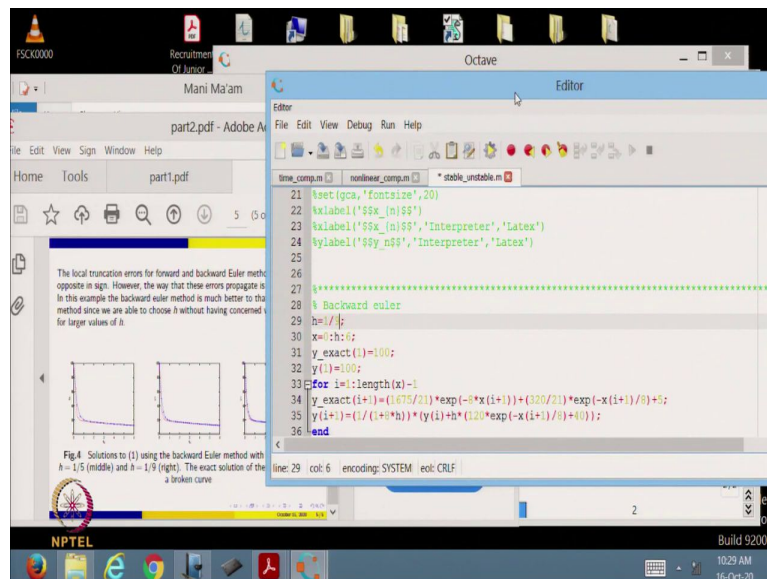 FSCK0000
Recruitmen
Of Junior ...
Octave
Mani Ma'am
Editor
Editor
part2.pdf - Adobe Ac
File Edit View Debug Run Help
ile Edit View Sign Window Help
Home Tools part1.pdf
time_comp.m nonlinear_comp.m * stable_unstable.m
5 (5 o
21 %set(gca,'fontsize',20)
22 %xlabel('$$x_{n}$$')
23 %xlabel('$$x_{n}$$','Interpreter','Latex')
24 %ylabel('$$y_n$$','Interpreter','Latex')
25
26
27
28 % Backward euler
29 h=1/3;
30 x=0:h:6;
31 y_exact(1)=100;
32 y(1)=100;
33 for i=1:length(x)-1
34 y_exact(i+1)=(1675/21)*exp(-8*x(i+1))+(320/21)*exp(-x(i+1)/8)+5;
35 y(i+1)=(1/(1+8*h))*(y(i)+h*(120*exp(-x(i+1)/8)+40));
36 end
The local truncation errors for forward and backward Euler metho
opposite in sign. However, the way that these errors propagate is
In this example the backward euler method is much better to tha
method since we are able to choose h without having concerned
for larger values of h.
Fig.4 Solutions to (1) using the backward Euler method with
h = 1/5 (middle) and h = 1/9 (right). The exact solution of the
a broken curve
line: 29 col: 6 encoding: SYSTEM eol: CRLF
2
October 15, 2020
NPTEL
Build 9200
10:29 AM
16-Oct-20